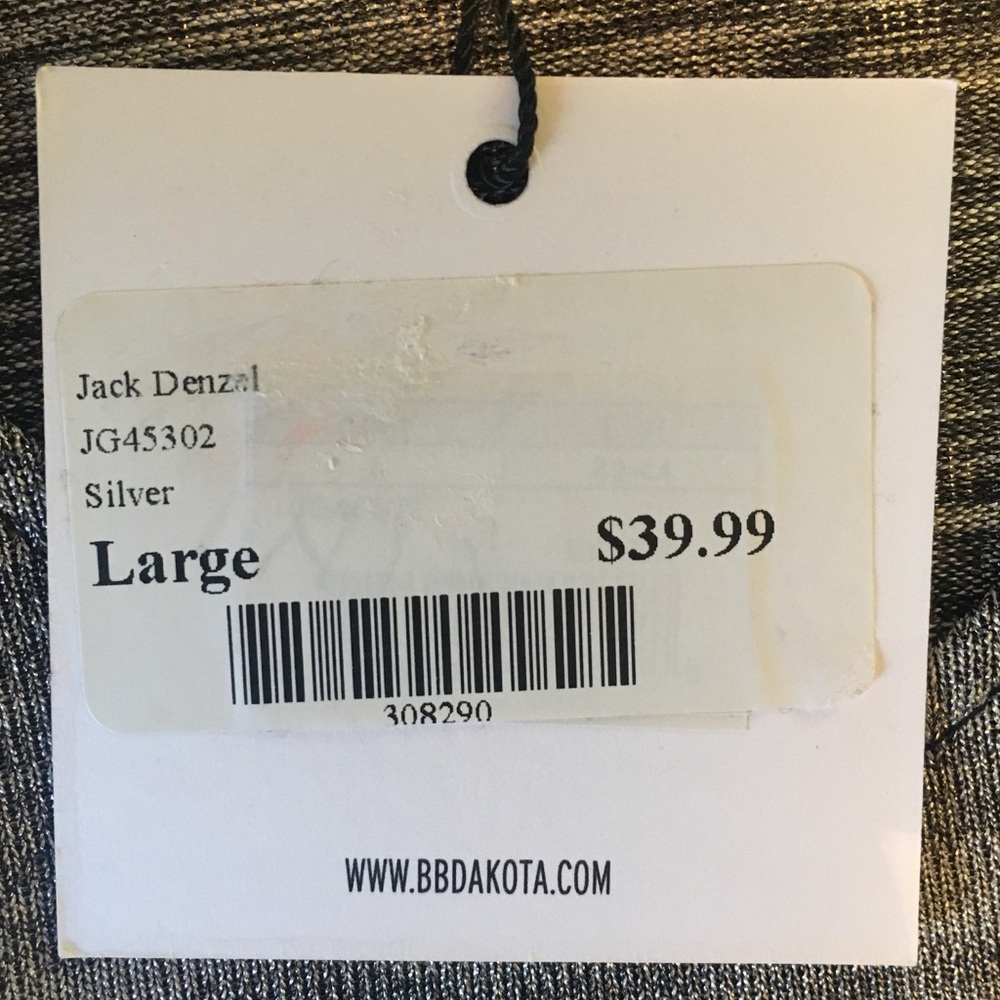 Jack Denzal
JG45302
Silver
Large
$39.99
308290
WWW.BBDAKOTA.COM